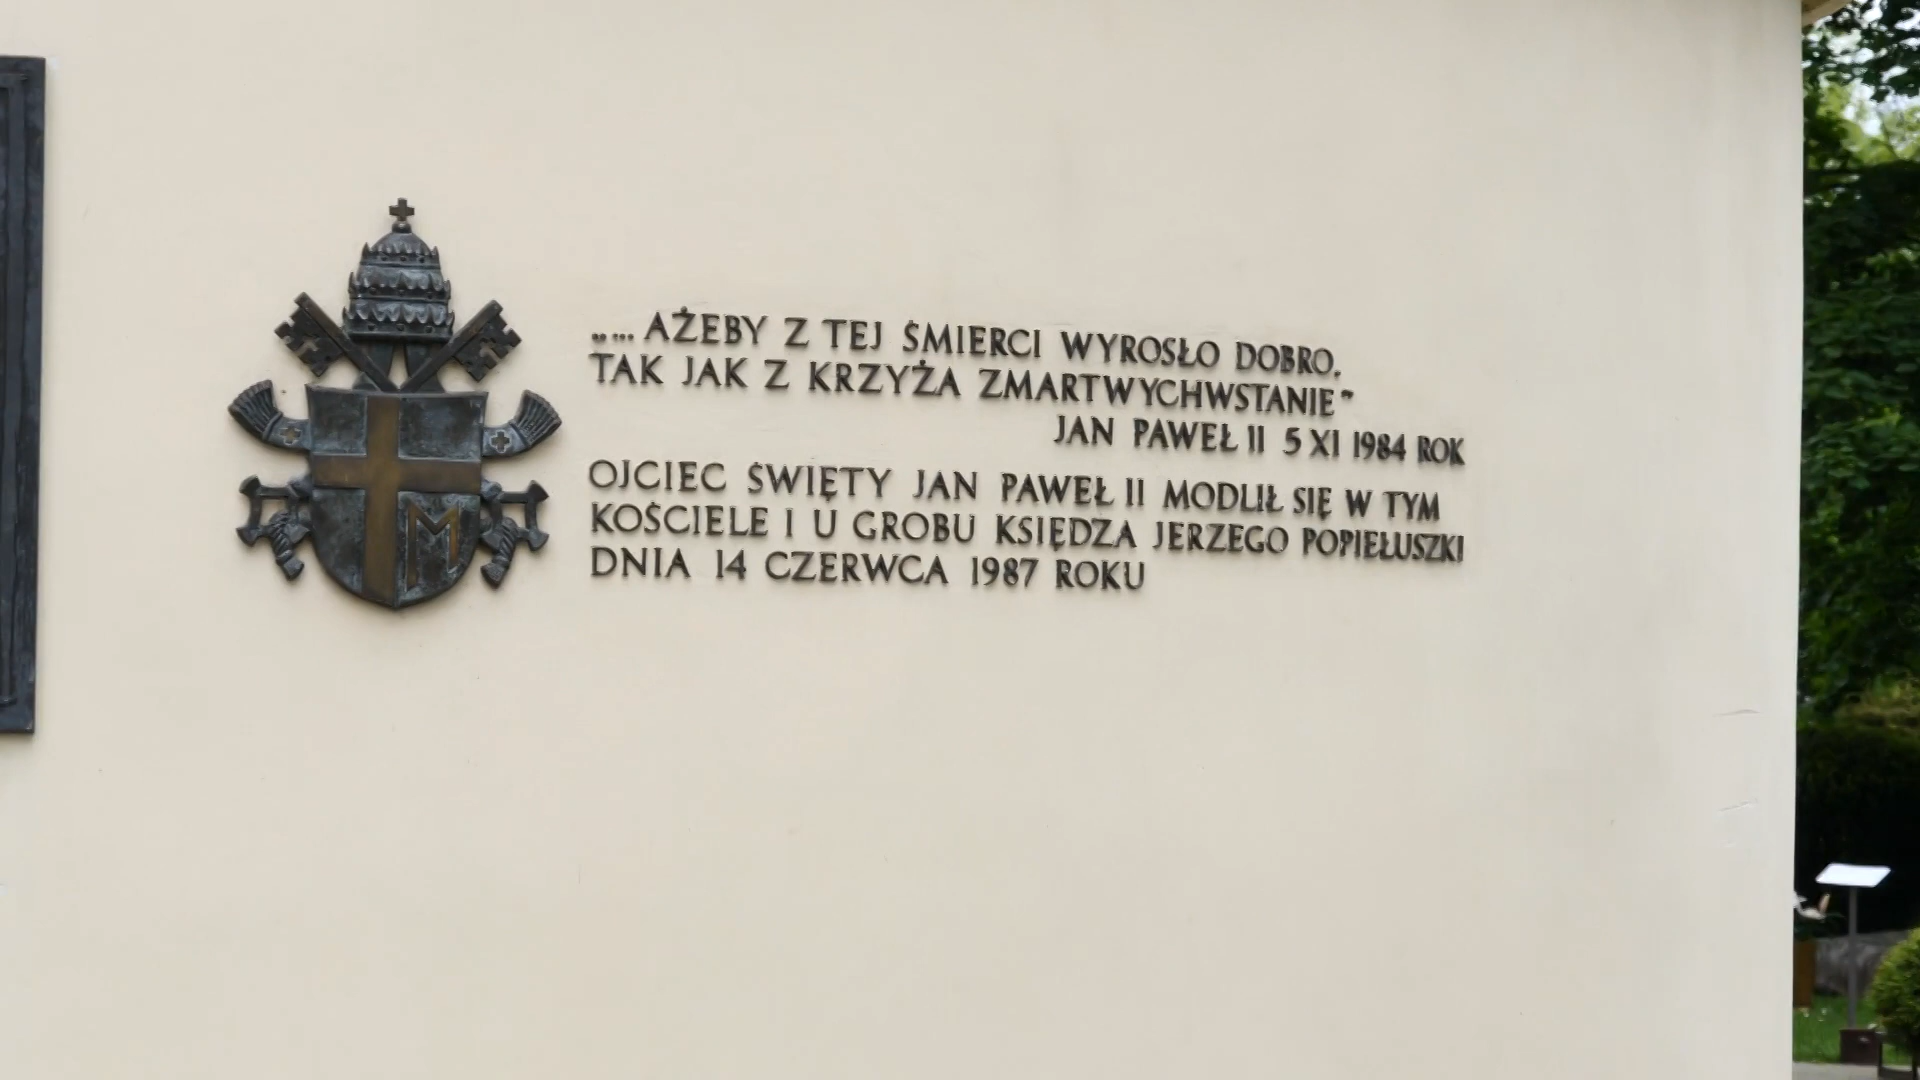 „... AŻEBY Z TEJ ŚMIERCI WYROSŁO DOBRO,
TAK JAK Z KRZYŻA ZMARTWYCHWSTANIE”
JAN PAWEŁ II 5 XI 1984 ROK
OJCIEC ŚWIĘTY JAN PAWEŁ II MODLIŁ SIĘ W TYM
KOŚCIELE I U GROBU KSIĘDZA JERZEGO POPIEŁUSZKI
DNIA 14 CZERWCA 1987 ROKU
M